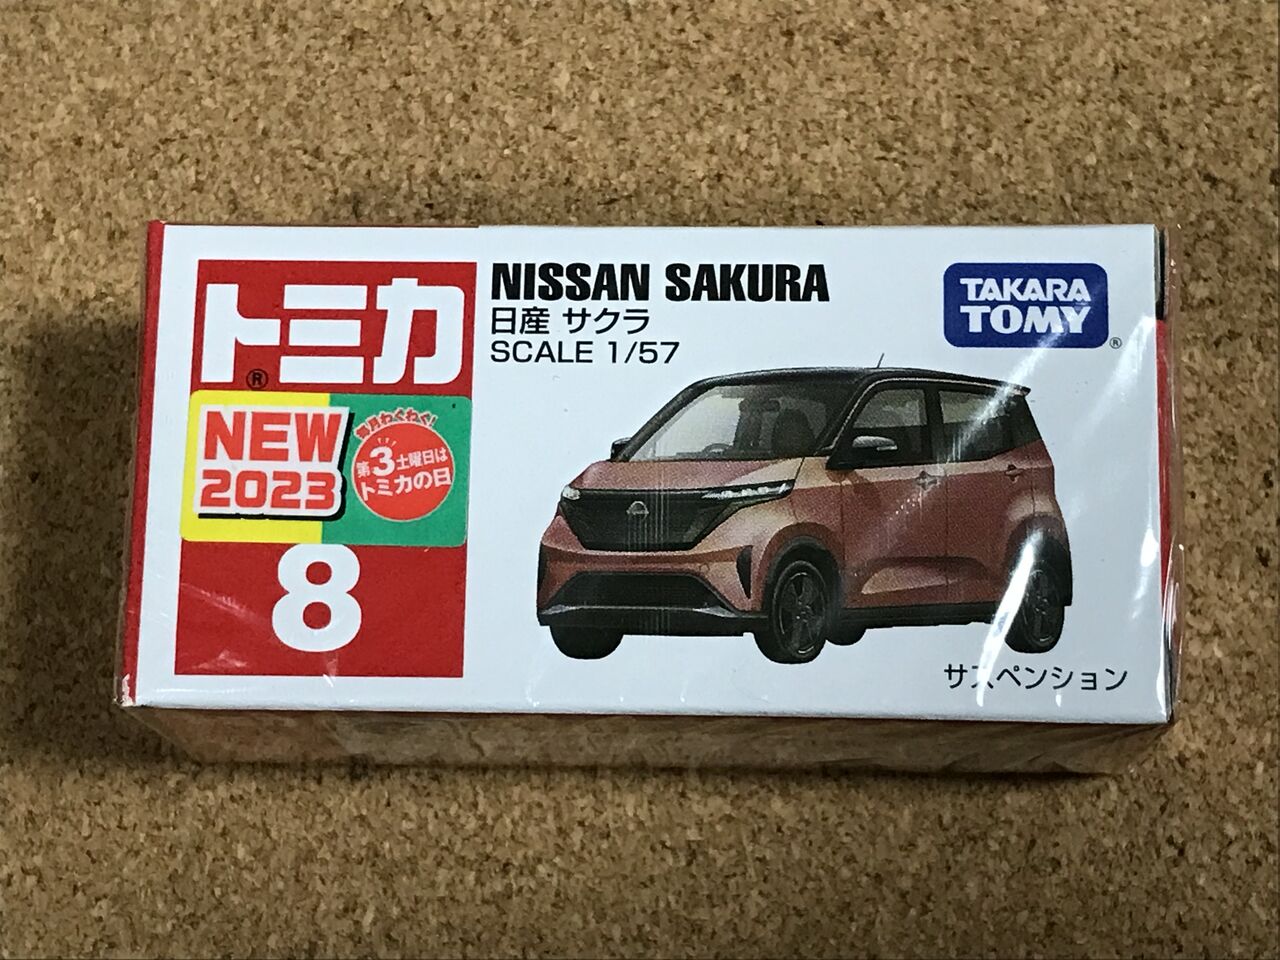 トミカ
®
NEW
2023
毎月わくわく!
第3土曜日は
トミカの日
8
NISSAN SAKURA
日産 サクラ
SCALE 1/57
TAKARA
TOMY
®
サスペンション